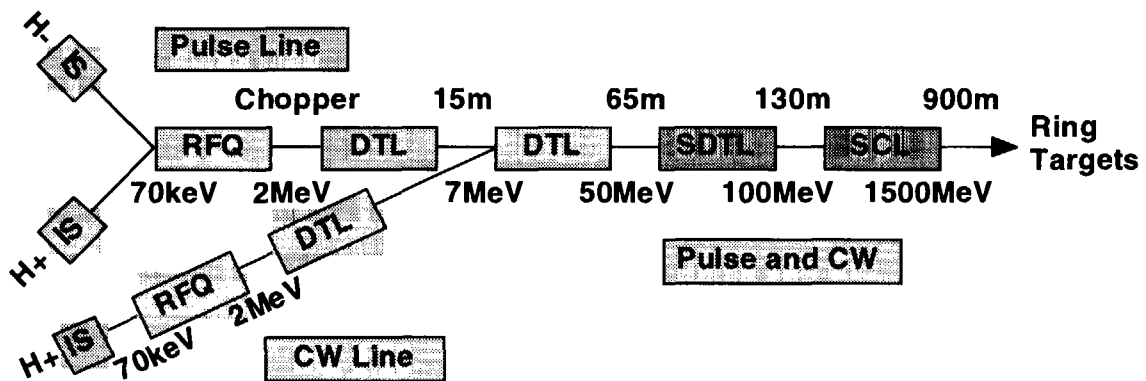 H-
IS
Pulse Line
Chopper
15m
65m
130m
900m
RFQ
DTL
DTL
SDTL
SCL
Ring
Targets
70keV
2MeV
7MeV
50MeV
100MeV
1500MeV
H+
IS
DTL
Pulse and CW
RFQ
2MeV
H+
IS
70keV
CW Line